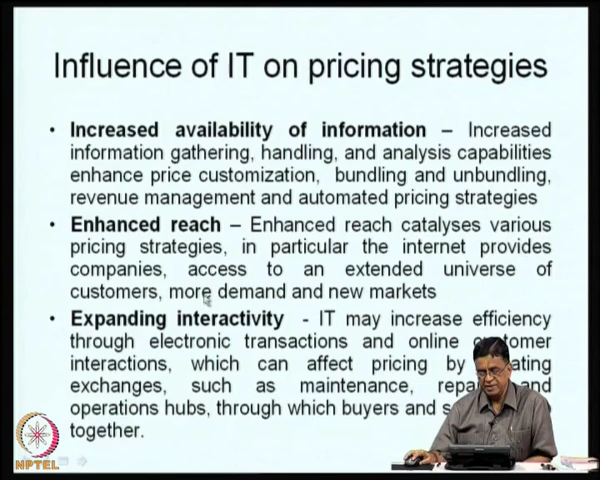 Influence of IT on pricing strategies
• Increased availability of information – Increased
information gathering, handling, and analysis capabilities
enhance price customization, bundling and unbundling,
revenue management and automated pricing strategies
• Enhanced reach – Enhanced reach catalyses various
pricing strategies, in particular the internet provides
companies, access to an extended universe of
customers, more demand and new markets
• Expanding interactivity - IT may increase efficiency
through electronic transactions and online
interactions, which can affect pricing by
exchanges, such as maintenance, and
operations hubs, through which buyers and
together.
NPTEL